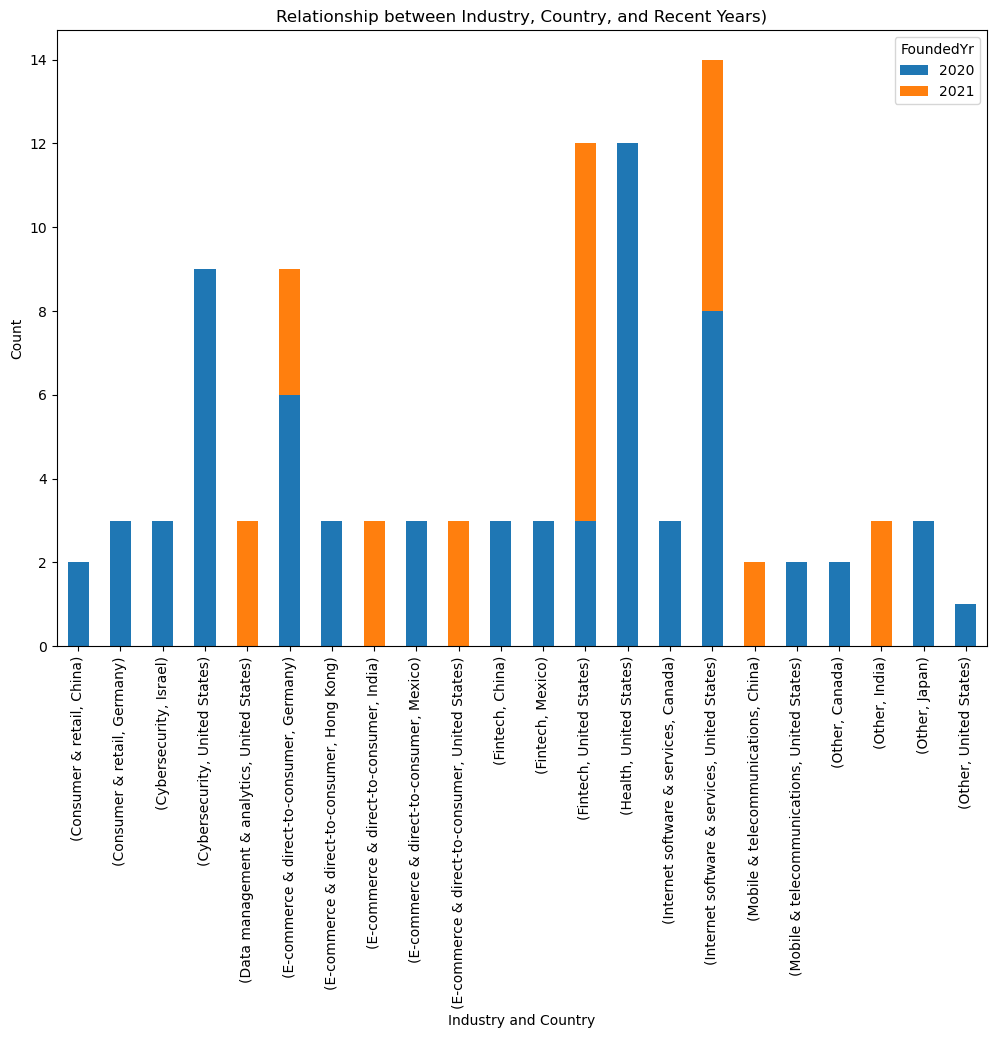 Relationship between Industry, Country, and Recent Years)
FoundedYr
2020
2021
Count
14
12
10
8
6
4
2
0
(Consumer & retail, China)
(Consumer & retail, Germany)
(Cybersecurity, Israel)
(Cybersecurity, United States)
(Data management & analytics, United States)
(E-commerce & direct-to-consumer, Germany)
(E-commerce & direct-to-consumer, Hong Kong)
(E-commerce & direct-to-consumer, India)
(E-commerce & direct-to-consumer, Mexico)
(E-commerce & direct-to-consumer, United States)
(Fintech, China)
(Fintech, Mexico)
(Fintech, United States)
(Health, United States)
(Internet software & services, Canada)
(Internet software & services, United States)
(Mobile & telecommunications, China)
(Mobile & telecommunications, United States)
(Other, Canada)
(Other, India)
(Other, Japan)
(Other, United States)
Industry and Country